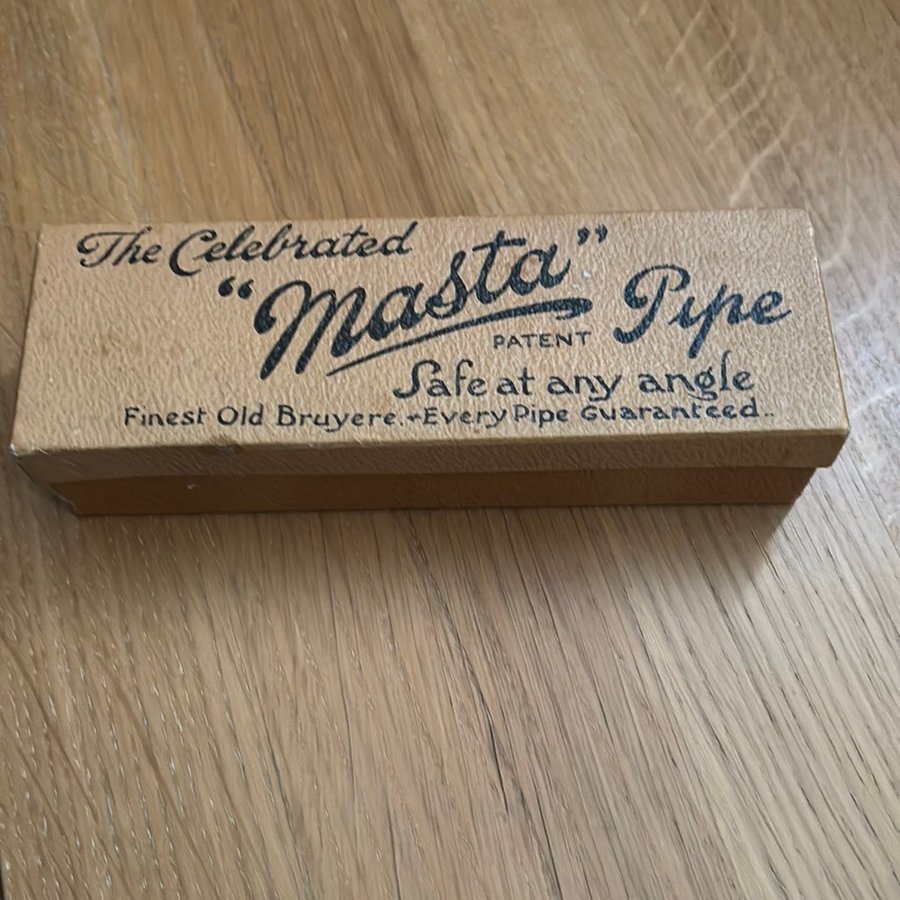 The Celebrated
"Masta" Pipe
PATENT
Safe at any angle
Finest Old Bruyere.~Every Pipe Guaranteed..